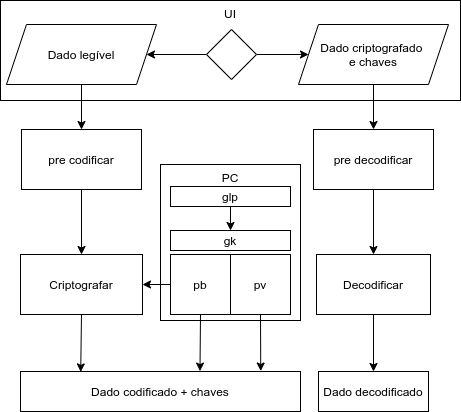 UI
Dado legível
Dado criptografado
e chaves
pre codificar
pre decodificar
PC
glp
gk
Criptografar
pb
pv
Decodificar
Dado codificado + chaves
Dado decodificado